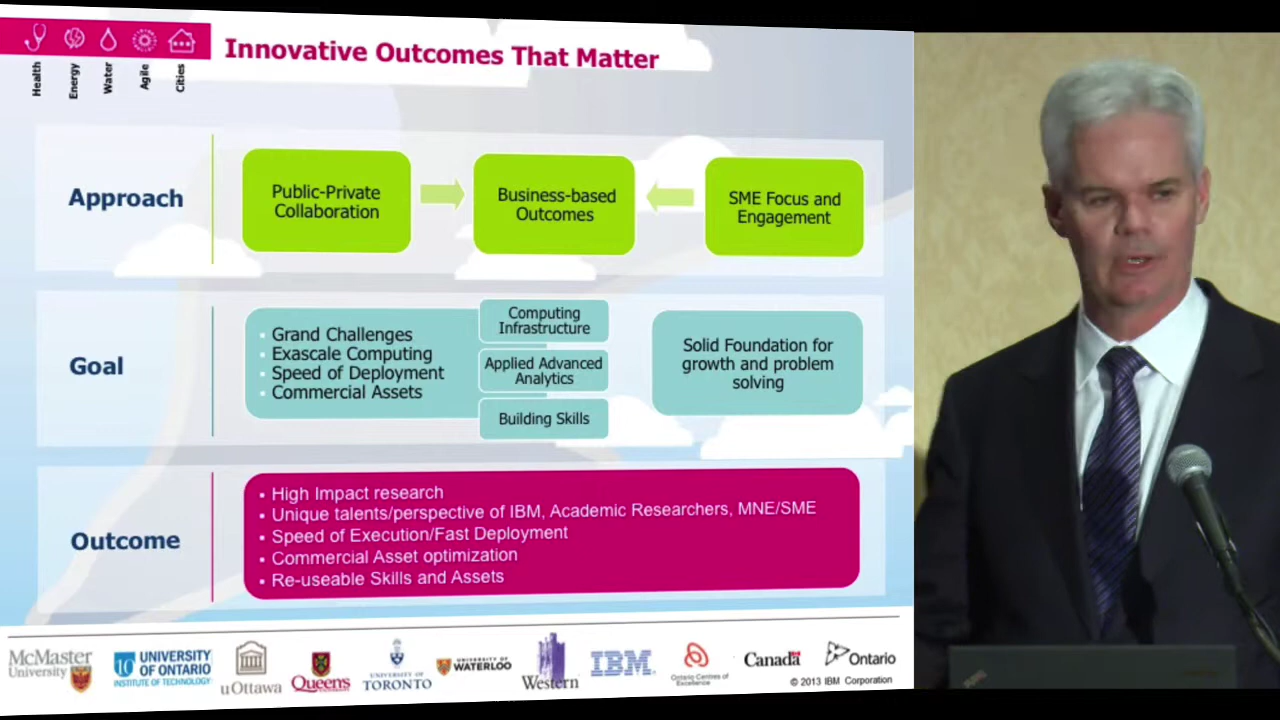 Innovative Outcomes That Matter
Health
Energy
Water
Agile
Cities
Approach
Public-Private
Collaboration
Business-based
Outcomes
SME Focus and
Engagement
Goal
• Grand Challenges
• Exascale Computing
• Speed of Deployment
• Commercial Assets
Computing
Infrastructure
Applied Advanced
Analytics
Building Skills
Solid Foundation for
growth and problem
solving
Outcome
• High Impact research
• Unique talents/perspective of IBM, Academic Researchers, MNE/SME
• Speed of Execution/Fast Deployment
• Commercial Asset optimization
• Re-useable Skills and Assets
McMaster
University
UNIVERSITY
OF ONTARIO
INSTITUTE OF TECHNOLOGY
uOttawa
Queens
UNIVERSITY OF
TORONTO
UNIVERSITY OF
WATERLOO
Western
IBM
Ontario Centres of
Excellence
Canada
Ontario
© 2013 IBM Corporation